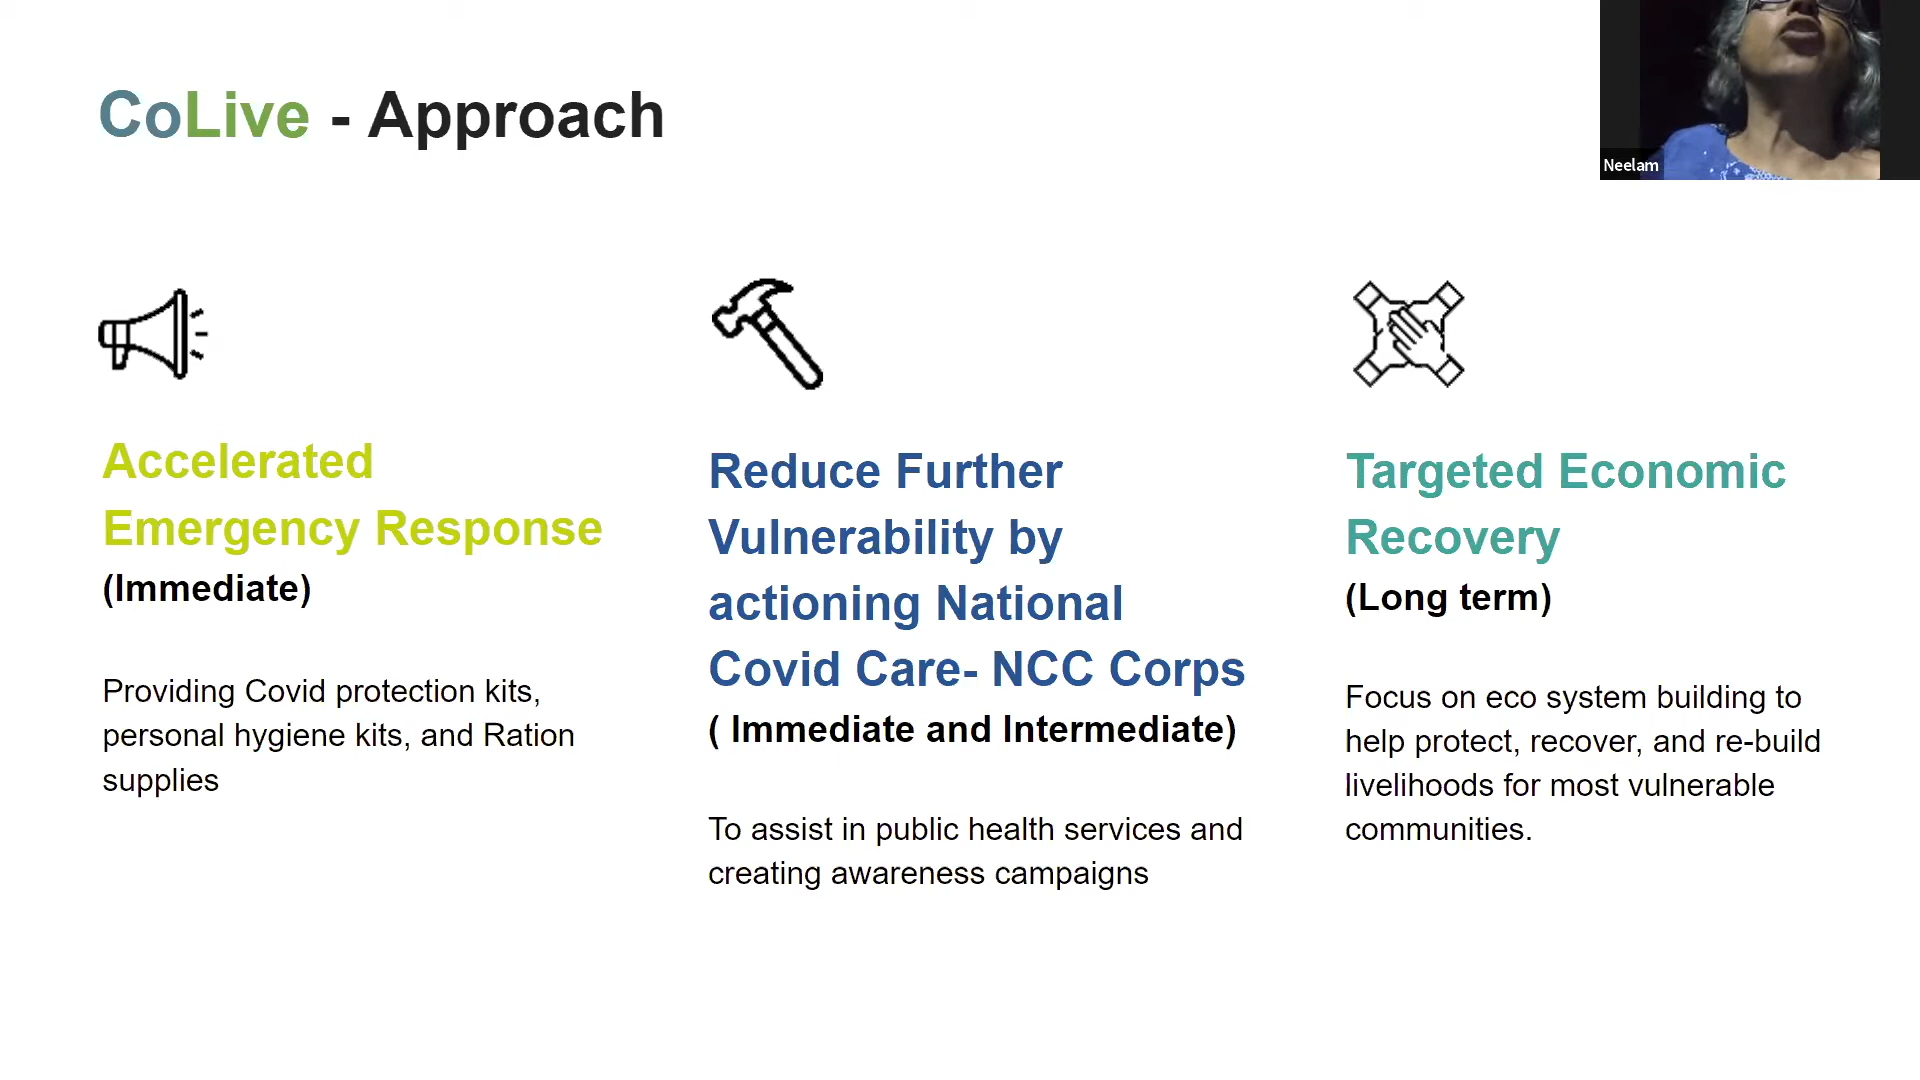 CoLive - Approach
Neelam
Accelerated
Emergency Response
(Immediate)
Providing Covid protection kits,
personal hygiene kits, and Ration
supplies
Reduce Further
Vulnerability by
actioning National
Covid Care- NCC Corps
( Immediate and Intermediate)
To assist in public health services and
creating awareness campaigns
Targeted Economic
Recovery
(Long term)
Focus on eco system building to
help protect, recover, and re-build
livelihoods for most vulnerable
communities.